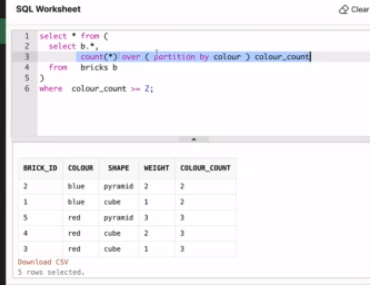 SQL Worksheet
Clear
1 select * from (
2 select b.*,
3 count(*) over ( partition by colour ) colour_count
4 from bricks b
5 )
6 where colour_count >= 2;
BRICK_ID COLOUR SHAPE WEIGHT COLOUR_COUNT
2 blue pyramid 2 2
1 blue cube 1 2
5 red pyramid 3 3
4 red cube 2 3
3 red cube 1 3
Download CSV
5 rows selected.